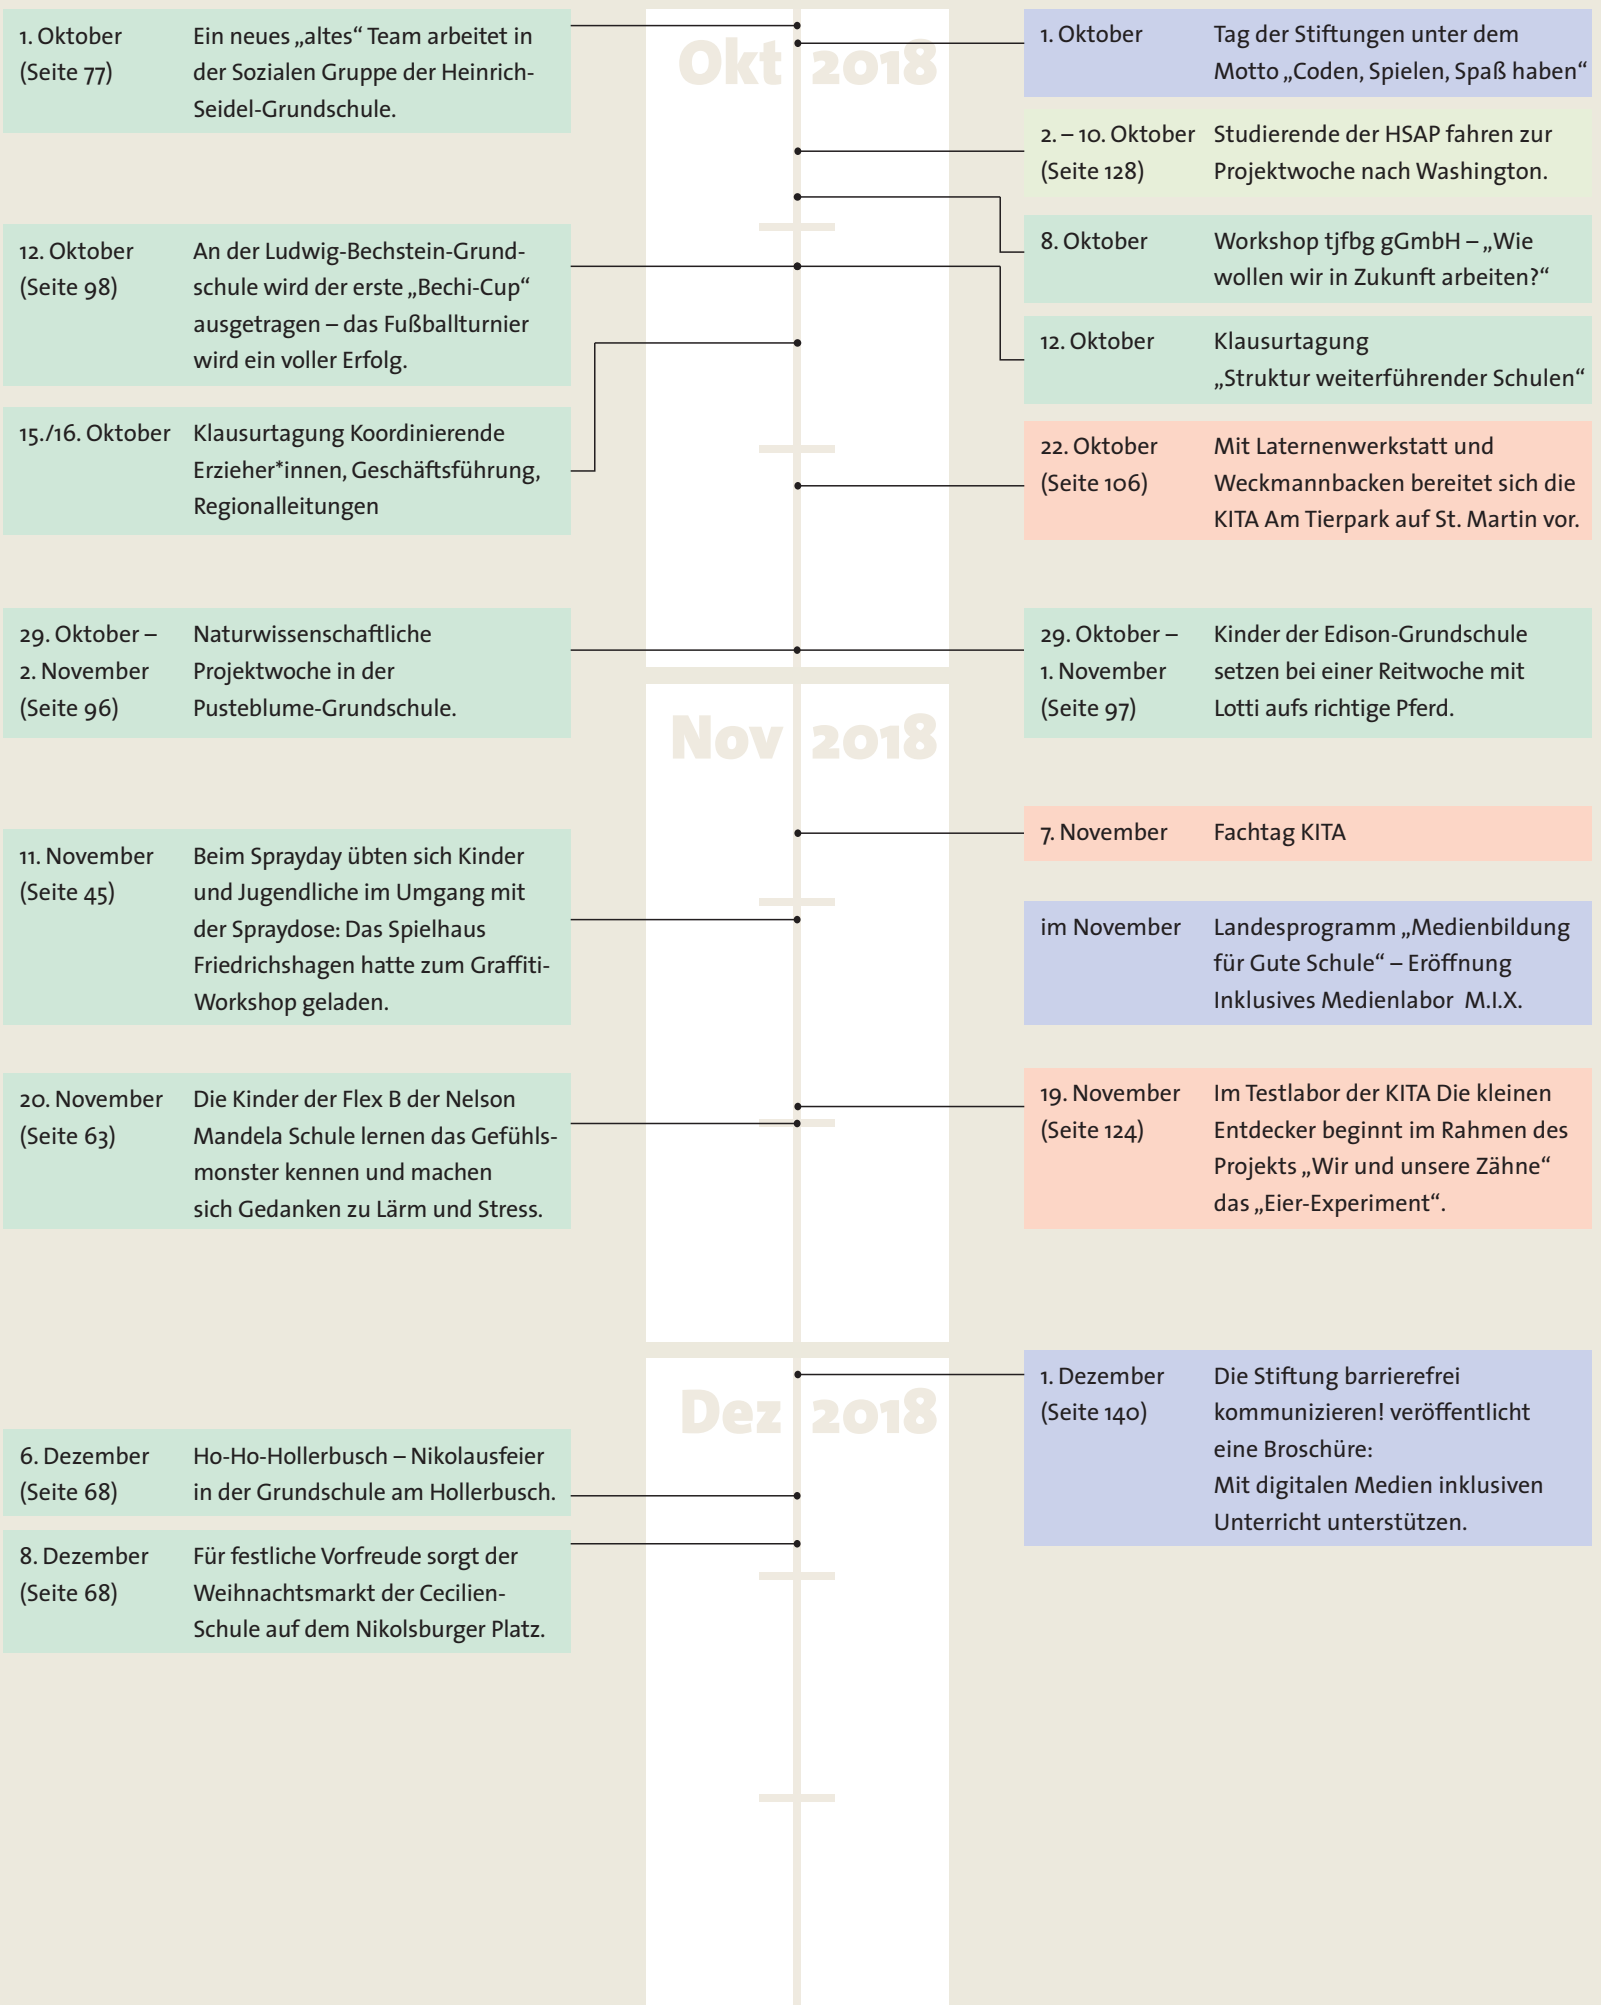 Okt 2018
1. Oktober
(Seite 77)
Ein neues „altes“ Team arbeitet in
der Sozialen Gruppe der Heinrich-
Seidel-Grundschule.
1. Oktober
Tag der Stiftungen unter dem
Motto „Coden, Spielen, Spaß haben“
2. – 10. Oktober
(Seite 128)
Studierende der HSAP fahren zur
Projektwoche nach Washington.
8. Oktober
Workshop tjfbg gGmbH – „Wie
wollen wir in Zukunft arbeiten?“
12. Oktober
(Seite 98)
An der Ludwig-Bechstein-Grund-
schule wird der erste „Bechi-Cup“
ausgetragen – das Fußballturnier
wird ein voller Erfolg.
12. Oktober
Klausurtagung
„Struktur weiterführender Schulen“
15./16. Oktober
Klausurtagung Koordinierende
Erzieher*innen, Geschäftsführung,
Regionalleitungen
22. Oktober
(Seite 106)
Mit Laternenwerkstatt und
Weckmannbacken bereitet sich die
KITA Am Tierpark auf St. Martin vor.
29. Oktober –
2. November
(Seite 96)
Naturwissenschaftliche
Projektwoche in der
Pusteblume-Grundschule.
29. Oktober –
1. November
(Seite 97)
Kinder der Edison-Grundschule
setzen bei einer Reitwoche mit
Lotti aufs richtige Pferd.
Nov 2018
7. November
Fachtag KITA
11. November
(Seite 45)
Beim Sprayday übten sich Kinder
und Jugendliche im Umgang mit
der Spraydose: Das Spielhaus
Friedrichshagen hatte zum Graffiti-
Workshop geladen.
im November
Landesprogramm „Medienbildung
für Gute Schule“ – Eröffnung
Inklusives Medienlabor M.I.X.
20. November
(Seite 63)
Die Kinder der Flex B der Nelson
Mandela Schule lernen das Gefühls-
monster kennen und machen
sich Gedanken zu Lärm und Stress.
19. November
(Seite 124)
Im Testlabor der KITA Die kleinen
Entdecker beginnt im Rahmen des
Projekts „Wir und unsere Zähne“
das „Eier-Experiment“.
Dez 2018
1. Dezember
(Seite 140)
Die Stiftung barrierefrei
kommunizieren! veröffentlicht
eine Broschüre:
Mit digitalen Medien inklusiven
Unterricht unterstützen.
6. Dezember
(Seite 68)
Ho-Ho-Hollerbusch – Nikolausfeier
in der Grundschule am Hollerbusch.
8. Dezember
(Seite 68)
Für festliche Vorfreude sorgt der
Weihnachtsmarkt der Cecilien-
Schule auf dem Nikolsburger Platz.